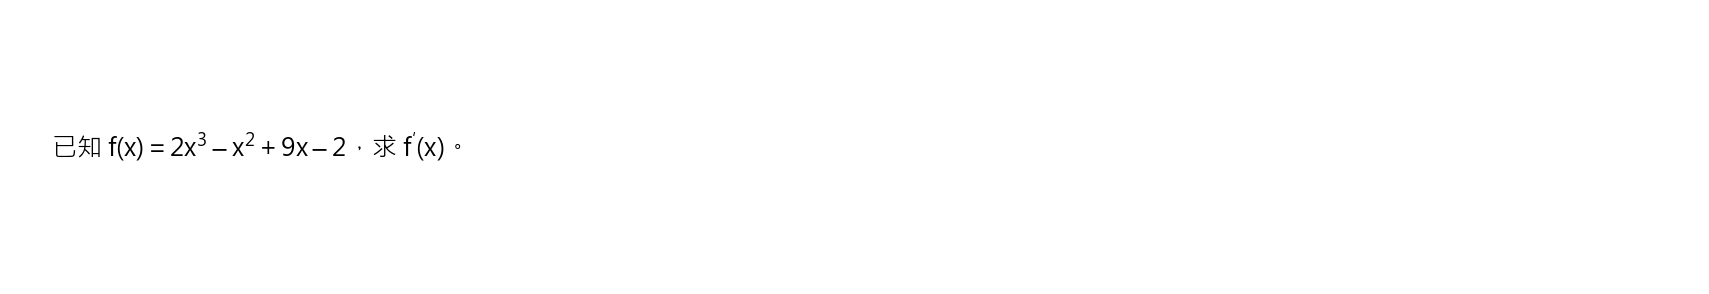 已知 f(x) = 2x³ – x² + 9x – 2，求 f′(x)。